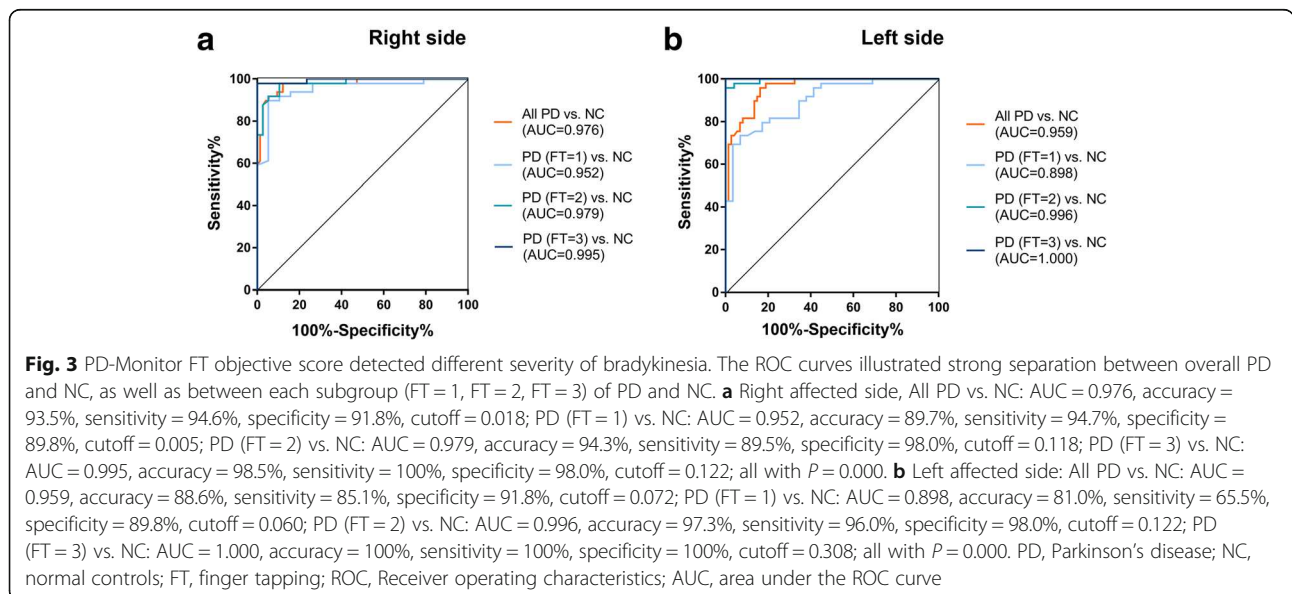 a
Right side
100
80
60
40
20
0
Sensitivity%
0 20 40 60 80 100
100%-Specificity%
All PD vs. NC
(AUC=0.976)
PD (FT=1) vs. NC
(AUC=0.952)
PD (FT=2) vs. NC
(AUC=0.979)
PD (FT=3) vs. NC
(AUC=0.995)
b
Left side
100
80
60
40
20
0
Sensitivity%
0 20 40 60 80 100
100%-Specificity%
All PD vs. NC
(AUC=0.959)
PD (FT=1) vs. NC
(AUC=0.898)
PD (FT=2) vs. NC
(AUC=0.996)
PD (FT=3) vs. NC
(AUC=1.000)
Fig. 3 PD-Monitor FT objective score detected different severity of bradykinesia. The ROC curves illustrated strong separation between overall PD
and NC, as well as between each subgroup (FT = 1, FT = 2, FT = 3) of PD and NC. a Right affected side, All PD vs. NC: AUC = 0.976, accuracy =
93.5%, sensitivity = 94.6%, specificity = 91.8%, cutoff = 0.018; PD (FT = 1) vs. NC: AUC = 0.952, accuracy = 89.7%, sensitivity = 94.7%, specificity =
89.8%, cutoff = 0.005; PD (FT = 2) vs. NC: AUC = 0.979, accuracy = 94.3%, sensitivity = 89.5%, specificity = 98.0%, cutoff = 0.118; PD (FT = 3) vs. NC:
AUC = 0.995, accuracy = 98.5%, sensitivity = 100%, specificity = 98.0%, cutoff = 0.122; all with P = 0.000. b Left affected side: All PD vs. NC: AUC =
0.959, accuracy = 88.6%, sensitivity = 85.1%, specificity = 91.8%, cutoff = 0.072; PD (FT = 1) vs. NC: AUC = 0.898, accuracy = 81.0%, sensitivity = 65.5%,
specificity = 89.8%, cutoff = 0.060; PD (FT = 2) vs. NC: AUC = 0.996, accuracy = 97.3%, sensitivity = 96.0%, specificity = 98.0%, cutoff = 0.122; PD
(FT = 3) vs. NC: AUC = 1.000, accuracy = 100%, sensitivity = 100%, specificity = 100%, cutoff = 0.308; all with P = 0.000. PD, Parkinson's disease; NC,
normal controls; FT, finger tapping; ROC, Receiver operating characteristics; AUC, area under the ROC curve